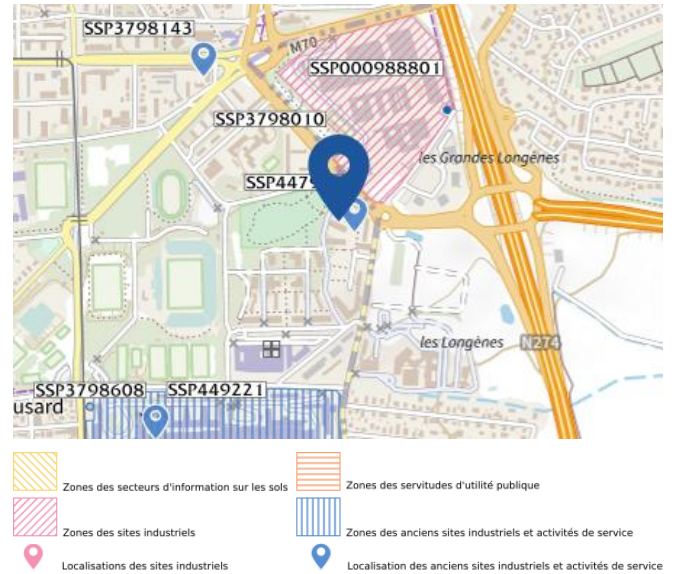 SSP3798143
M70
SSP000988801
SSP3798010
les Grandes Longènes
les Longènes
N274
SSP3798608
SSP449221
usard
Zones des secteurs d'information sur les sols
Zones des servitudes d'utilité publique
Zones des sites industriels
Zones des anciens sites industriels et activités de service
Localisations des sites industriels
Localisation des anciens sites industriels et activités de service